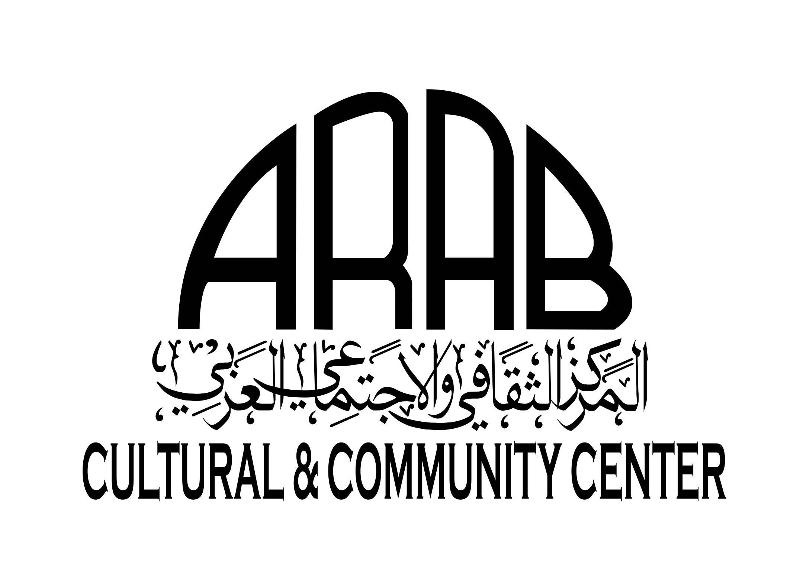 ARAB
المركز الثقافي والاجتماعي العربي
CULTURAL & COMMUNITY CENTER